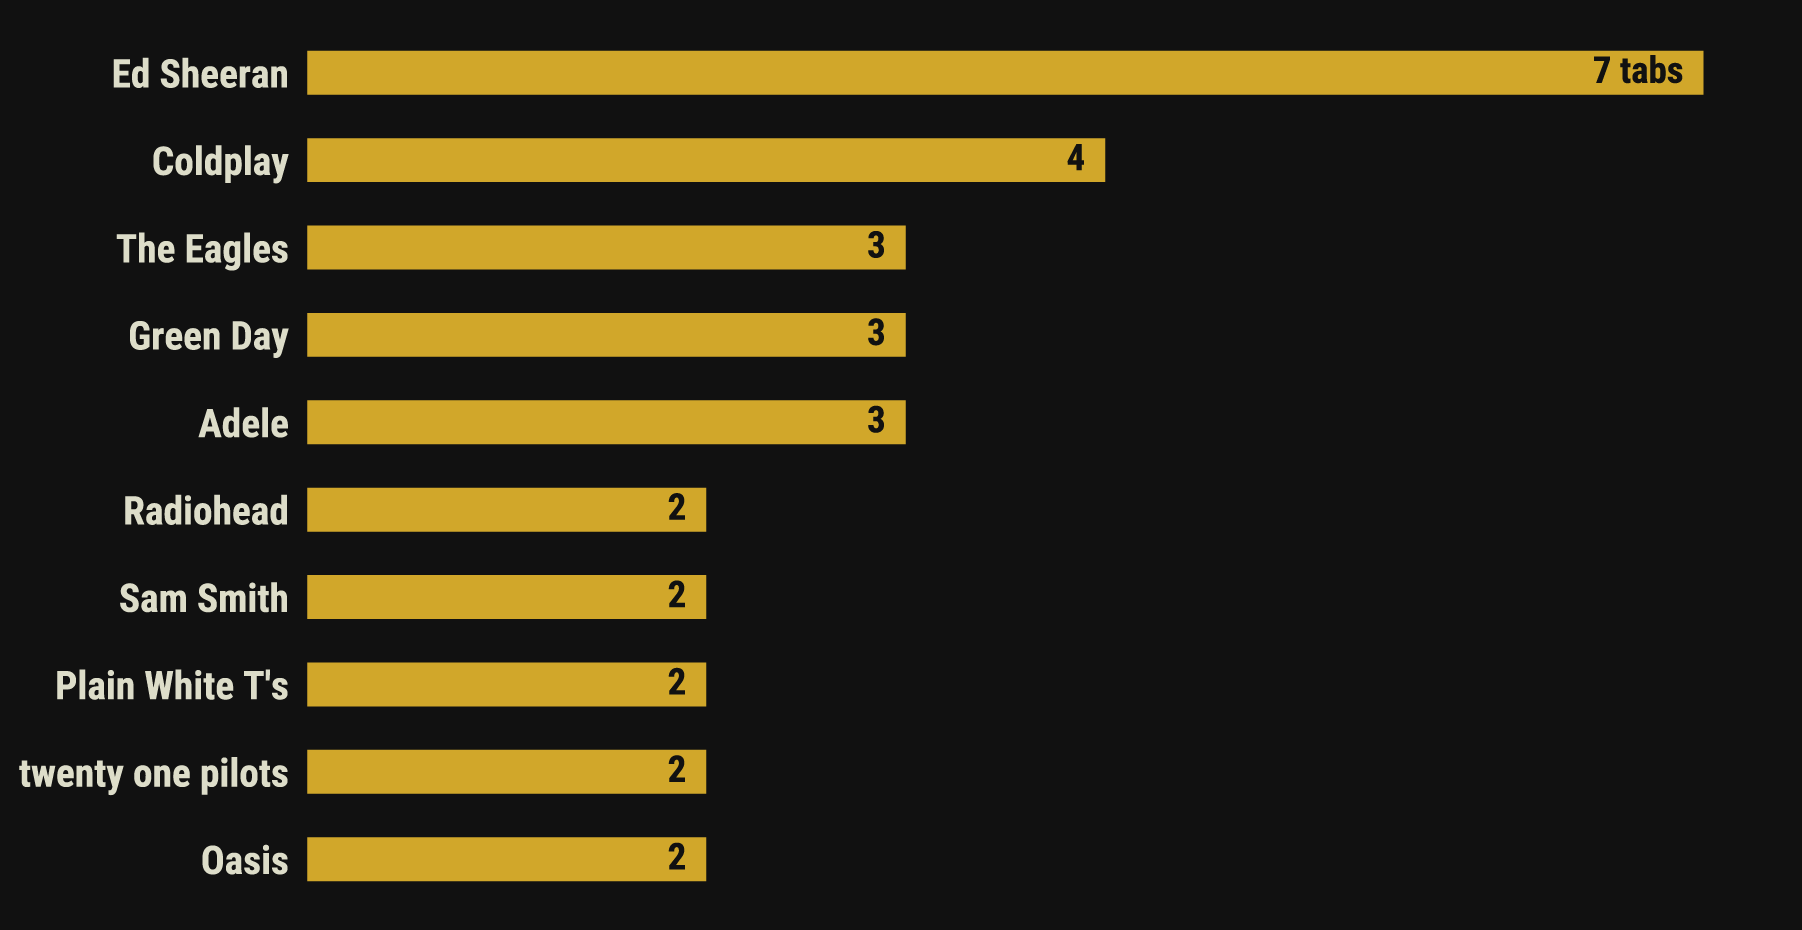 Ed Sheeran 7 tabs
Coldplay 4
The Eagles 3
Green Day 3
Adele 3
Radiohead 2
Sam Smith 2
Plain White T's 2
twenty one pilots 2
Oasis 2